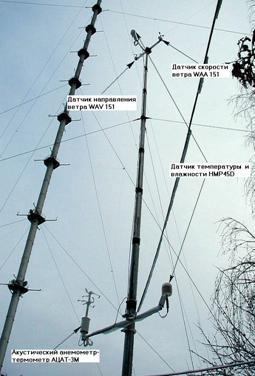 Датчик скорости
ветра WAA 151
Датчик направления
ветра WAV 151
Датчик температуры и
влажности HMP45D
Акустический анемометр-
термометр АЦАТ-3М